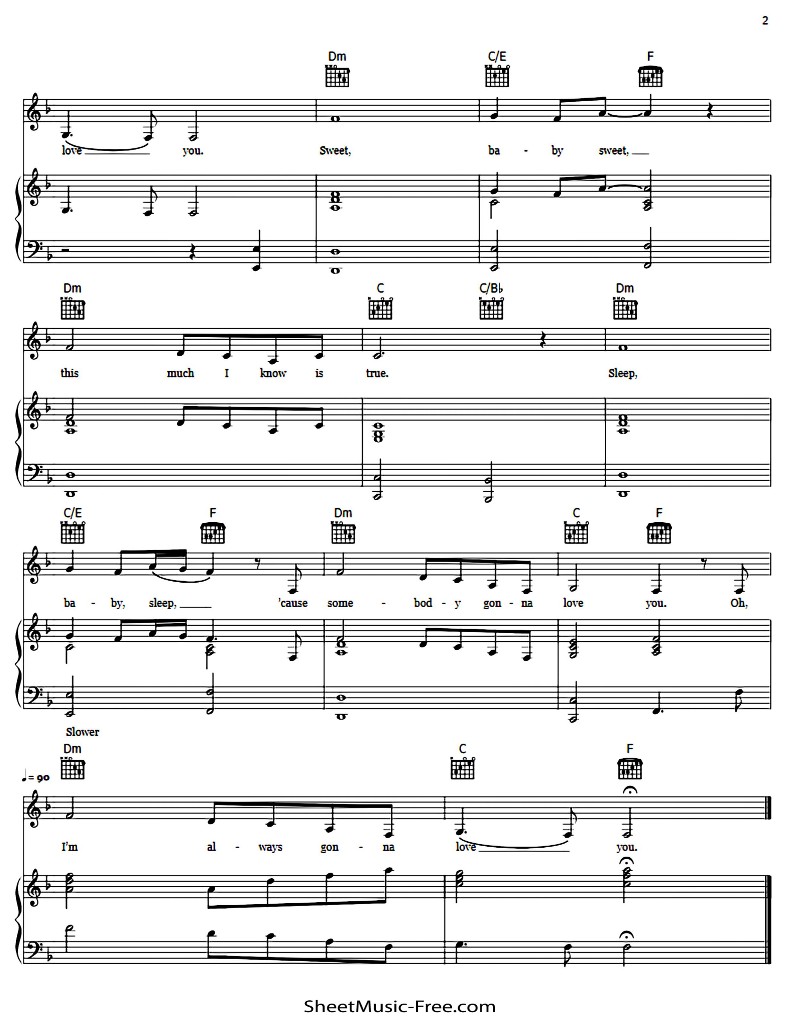 2
Dm C/E F
love you. Sweet, ba - by sweet,
Dm C C/B♭ Dm
this much I know is true. Sleep,
C/E F Dm C F
ba - by, sleep, 'cause some - bod - y gon - na love you. Oh,
Slower
Dm C F
♩ = 90
I'm al - ways gon - na love you.
SheetMusic-Free.com